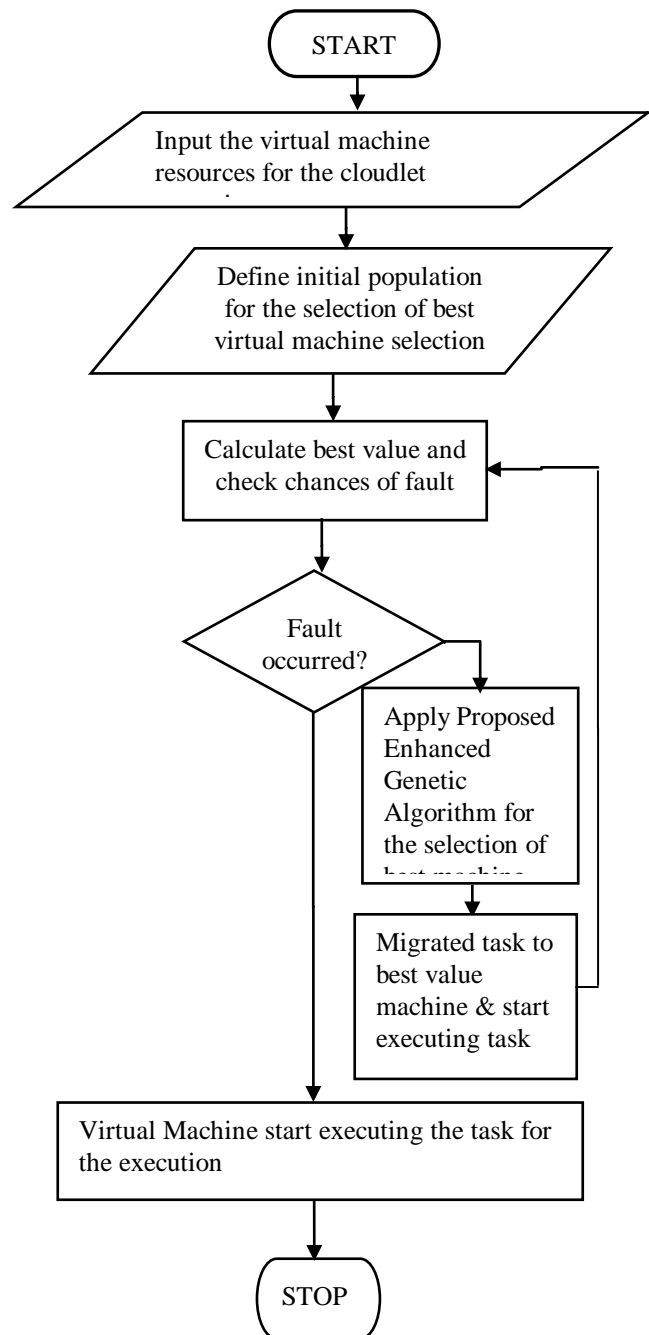 START
Input the virtual machine
resources for the cloudlet
Define initial population
for the selection of best
virtual machine selection
Calculate best value and
check chances of fault
Fault
occurred?
Apply Proposed
Enhanced
Genetic
Algorithm for
the selection of
best machine
Migrated task to
best value
machine & start
executing task
Virtual Machine start executing the task for
the execution
STOP